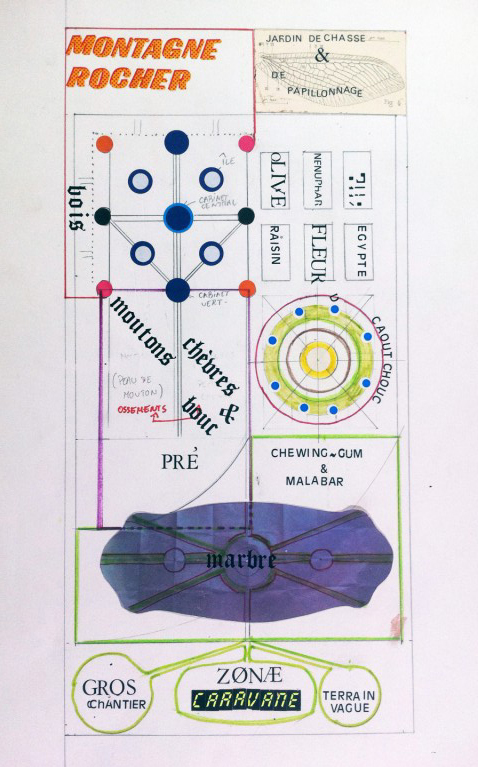 MONTAGNE
ROCHER
JARDIN DE CHASSE
&
DE
PAPILLONNAGE
bois
ÎLE
CABINET
CENTRAL
CABINET
VERT
OLIVE
NENUPHAR
RAISIN
FLEUR
EGYPTE
D
CAOUTCHOUC
moutons
chèvres &
bouc
(PEAU DE
MOUTON)
OSSEMENTS
PRÉ
CHEWING~GUM
&
MALABAR
marbre
GROS
CHANTIER
ZØNÆ
CARAVANE
TERRAIN
VAGUE